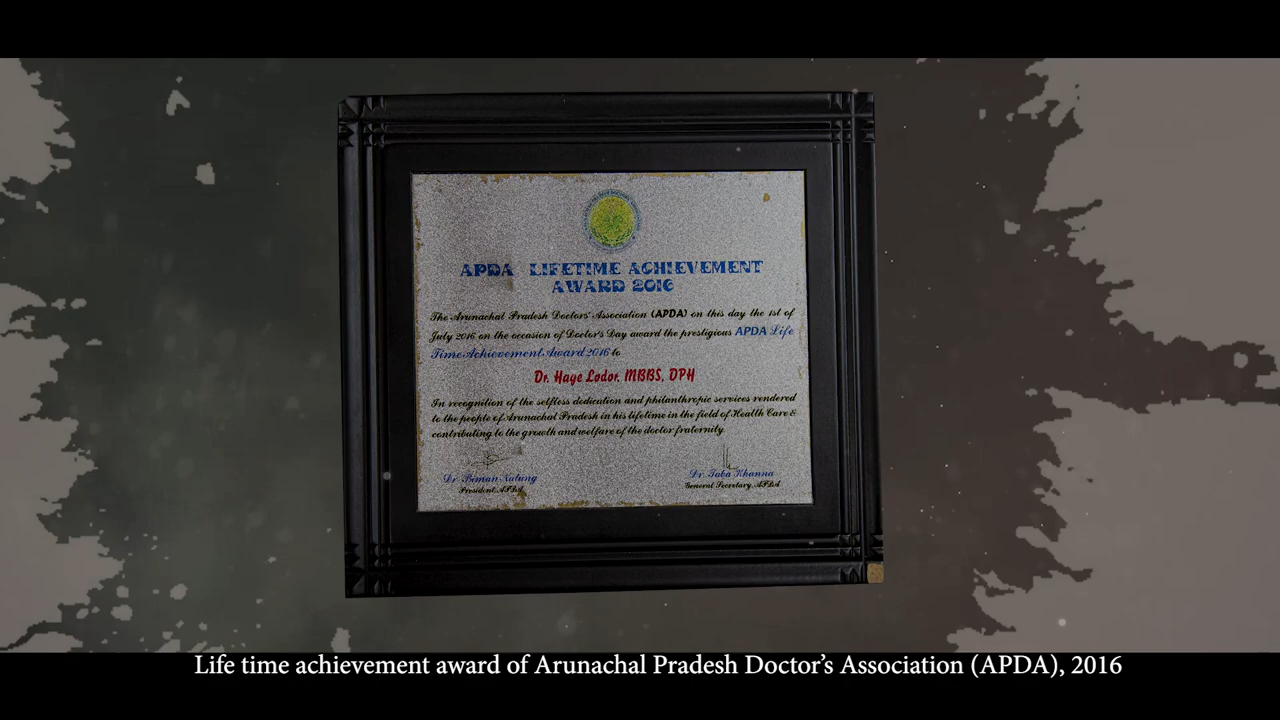 APDA LIFETIME ACHIEVEMENT
AWARD 2016
The Arunachal Pradesh Doctors' Association (APDA) on this day the 1st of
July 2016 on the occasion of Doctor's Day award the prestigious APDA Life
Time Achievement Award 2016 to
Dr. Haye Lodor, MBBS, DPH
In recognition of the selfless dedication and philanthropic services rendered
to the people of Arunachal Pradesh in his lifetime in the field of Health Care &
contributing to the growth and welfare of the doctor fraternity.
Dr Biman Dr. Taba Khanna
President, APDA General Secretary, APDA
Life time achievement award of Arunachal Pradesh Doctor's Association (APDA), 2016